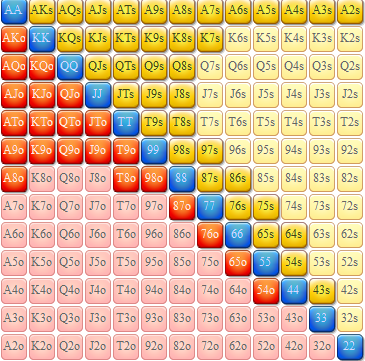 AA AKs AQs AJs ATs A9s A8s A7s A6s A5s A4s A3s A2s
AKo KK KQs KJs KTs K9s K8s K7s K6s K5s K4s K3s K2s
AQo KQo QQ QJs QTs Q9s Q8s Q7s Q6s Q5s Q4s Q3s Q2s
AJo KJo QJo JJ JTs J9s J8s J7s J6s J5s J4s J3s J2s
ATo KTo QTo JTo TT T9s T8s T7s T6s T5s T4s T3s T2s
A9o K9o Q9o J9o T9o 99 98s 97s 96s 95s 94s 93s 92s
A8o K8o Q8o J8o T8o 98o 88 87s 86s 85s 84s 83s 82s
A7o K7o Q7o J7o T7o 97o 87o 77 76s 75s 74s 73s 72s
A6o K6o Q6o J6o T6o 96o 86o 76o 66 65s 64s 63s 62s
A5o K5o Q5o J5o T5o 95o 85o 75o 65o 55 54s 53s 52s
A4o K4o Q4o J4o T4o 94o 84o 74o 64o 54o 44 43s 42s
A3o K3o Q3o J3o T3o 93o 83o 73o 63o 53o 43o 33 32s
A2o K2o Q2o J2o T2o 92o 82o 72o 62o 52o 42o 32o 22